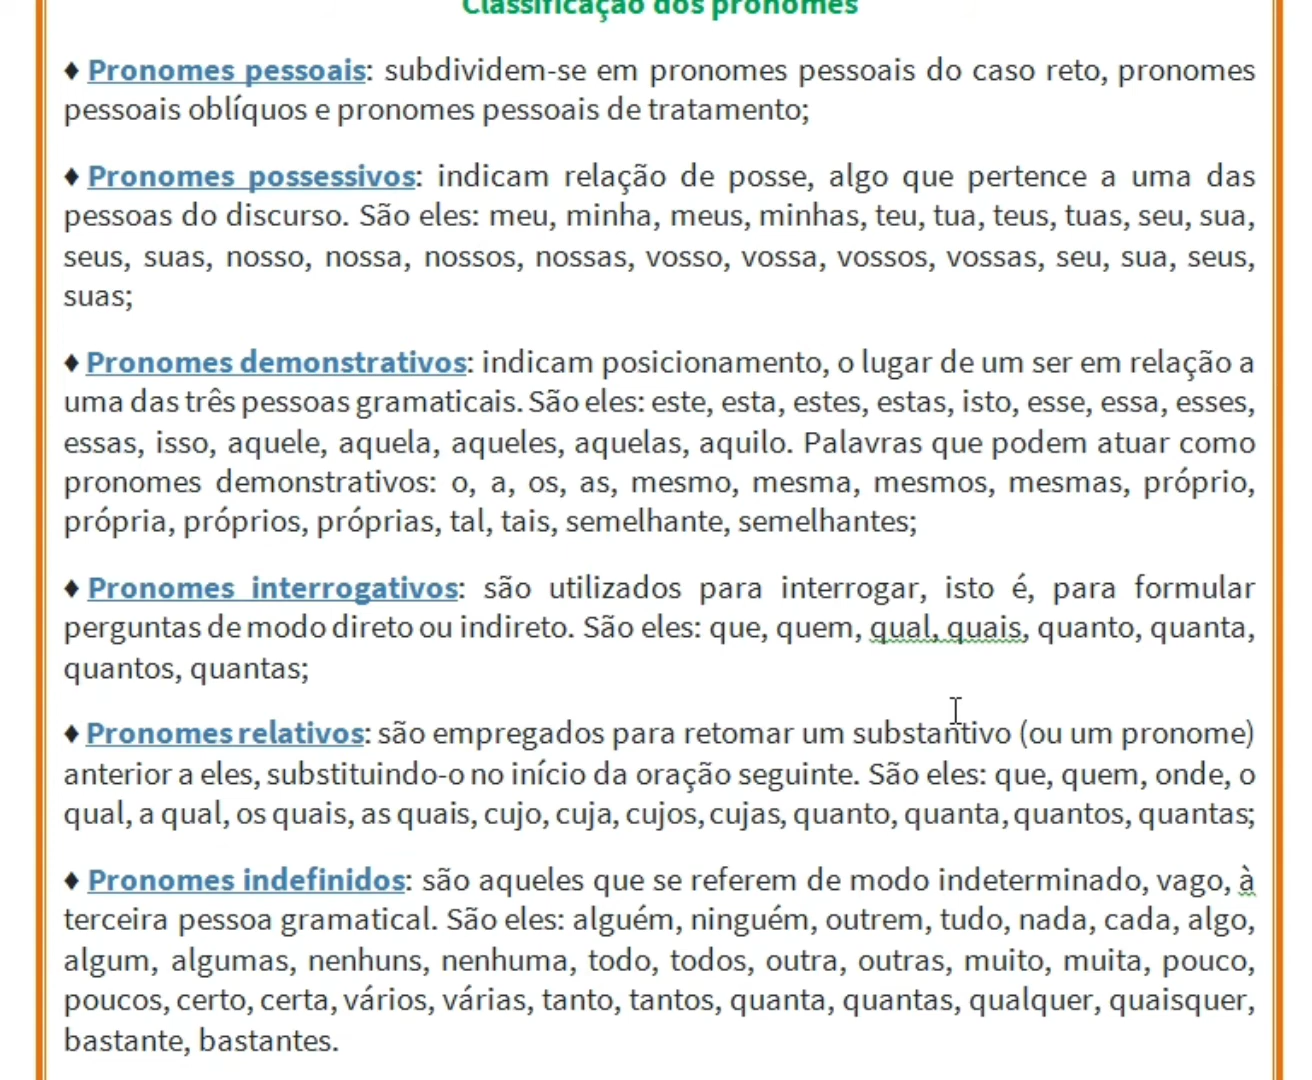 Classificação dos pronomes
♦ Pronomes pessoais: subdividem-se em pronomes pessoais do caso reto, pronomes
pessoais oblíquos e pronomes pessoais de tratamento;
♦ Pronomes possessivos: indicam relação de posse, algo que pertence a uma das
pessoas do discurso. São eles: meu, minha, meus, minhas, teu, tua, teus, tuas, seu, sua,
seus, suas, nosso, nossa, nossos, nossas, vosso, vossa, vossos, vossas, seu, sua, seus,
suas;
♦ Pronomes demonstrativos: indicam posicionamento, o lugar de um ser em relação a
uma das três pessoas gramaticais. São eles: este, esta, estes, estas, isto, esse, essa, esses,
essas, isso, aquele, aquela, aqueles, aquelas, aquilo. Palavras que podem atuar como
pronomes demonstrativos: o, a, os, as, mesmo, mesma, mesmos, mesmas, próprio,
própria, próprios, próprias, tal, tais, semelhante, semelhantes;
♦ Pronomes interrogativos: são utilizados para interrogar, isto é, para formular
perguntas de modo direto ou indireto. São eles: que, quem, qual, quais, quanto, quanta,
quantos, quantas;
♦ Pronomes relativos: são empregados para retomar um substantivo (ou um pronome)
anterior a eles, substituindo-o no início da oração seguinte. São eles: que, quem, onde, o
qual, a qual, os quais, as quais, cujo, cuja, cujos, cujas, quanto, quanta, quantos, quantas;
♦ Pronomes indefinidos: são aqueles que se referem de modo indeterminado, vago, à
terceira pessoa gramatical. São eles: alguém, ninguém, outrem, tudo, nada, cada, algo,
algum, algumas, nenhuns, nenhuma, todo, todos, outra, outras, muito, muita, pouco,
poucos, certo, certa, vários, várias, tanto, tantos, quanta, quantas, qualquer, quaisquer,
bastante, bastantes.